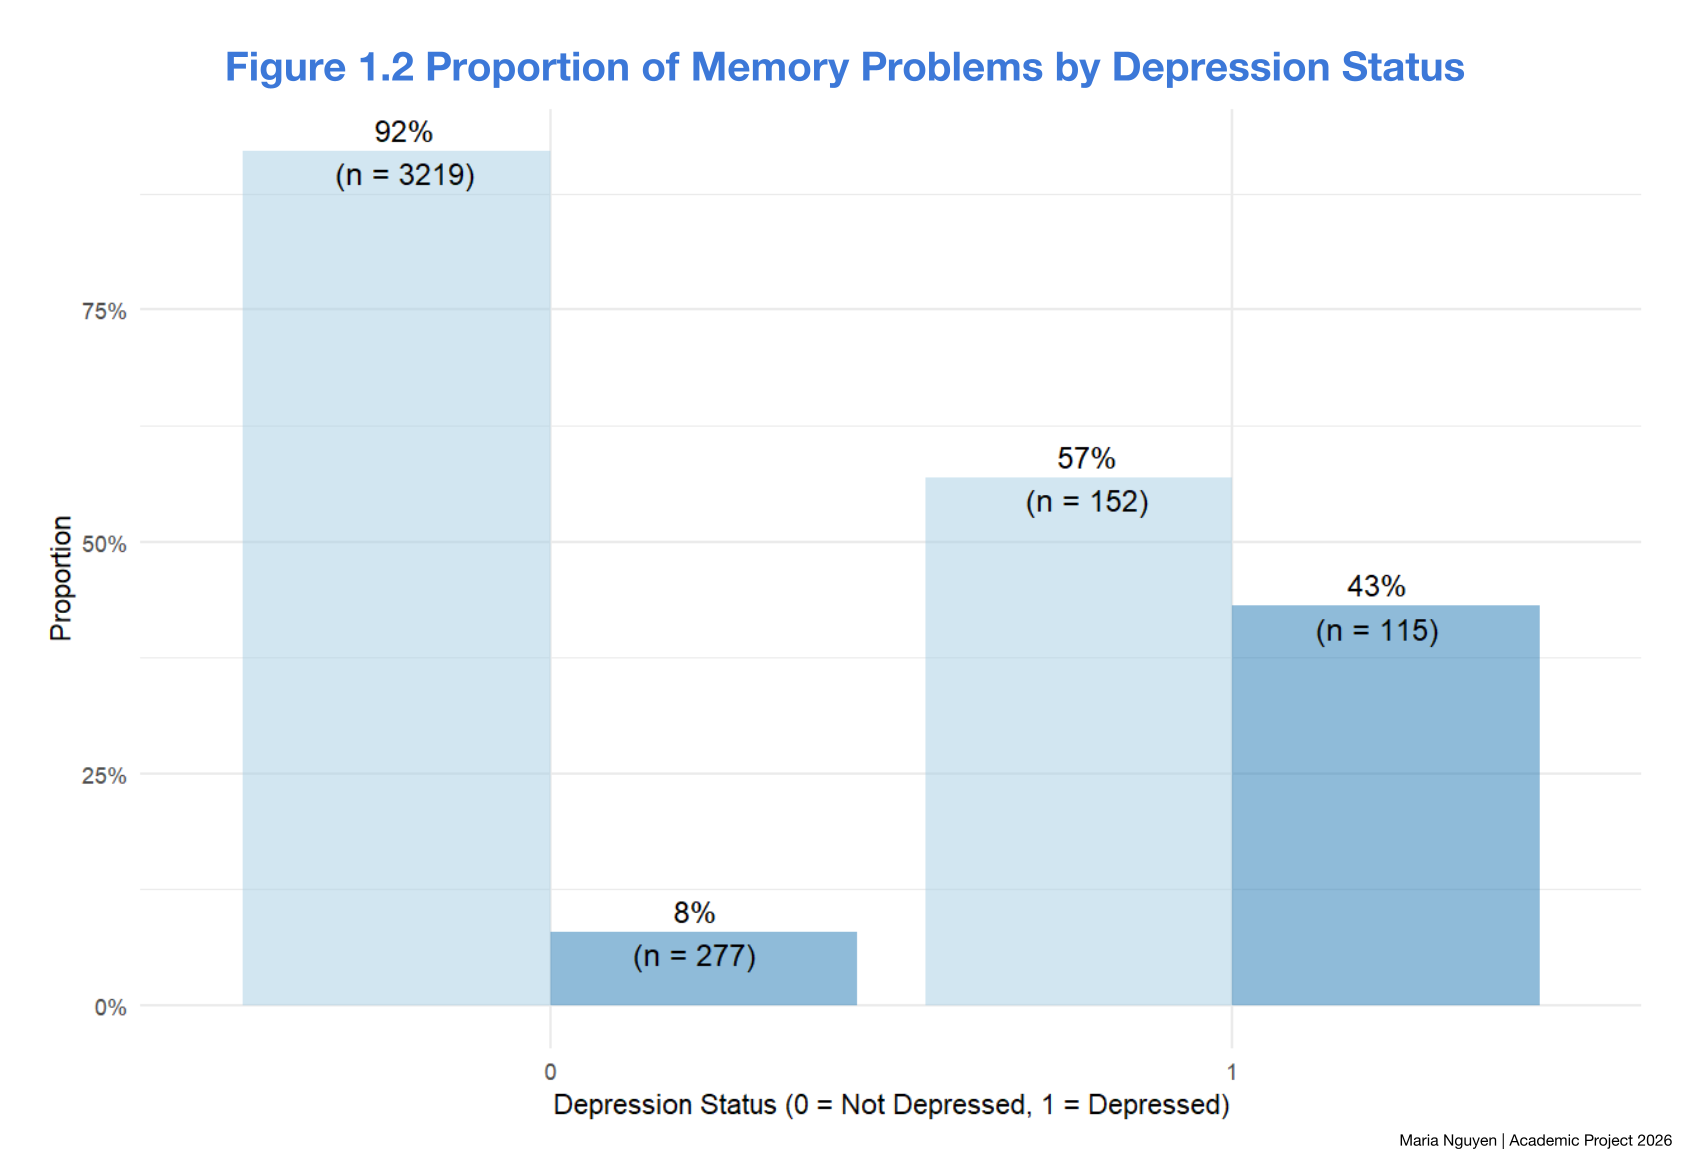 Figure 1.2 Proportion of Memory Problems by Depression Status
92%
(n = 3219)
75%
57%
(n = 152)
Proportion
50%
43%
(n = 115)
25%
8%
(n = 277)
0%
0
1
Depression Status (0 = Not Depressed, 1 = Depressed)
Maria Nguyen | Academic Project 2026